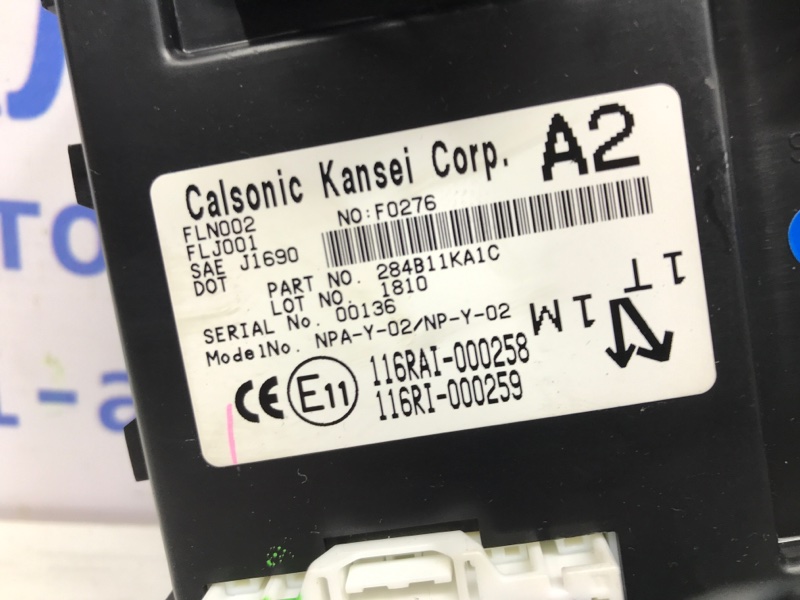 Calsonic Kansei Corp. A2
FLN002 NO:F0276
FLJ001
SAE J1690
DOT
PART NO. 284B11KA1C
LOT NO. 1810
SERIAL No. 00136
ModelNo. NPA-Y-02/NP-Y-02
1M 1T
CE E11 116RAI-000258
116RI-000259